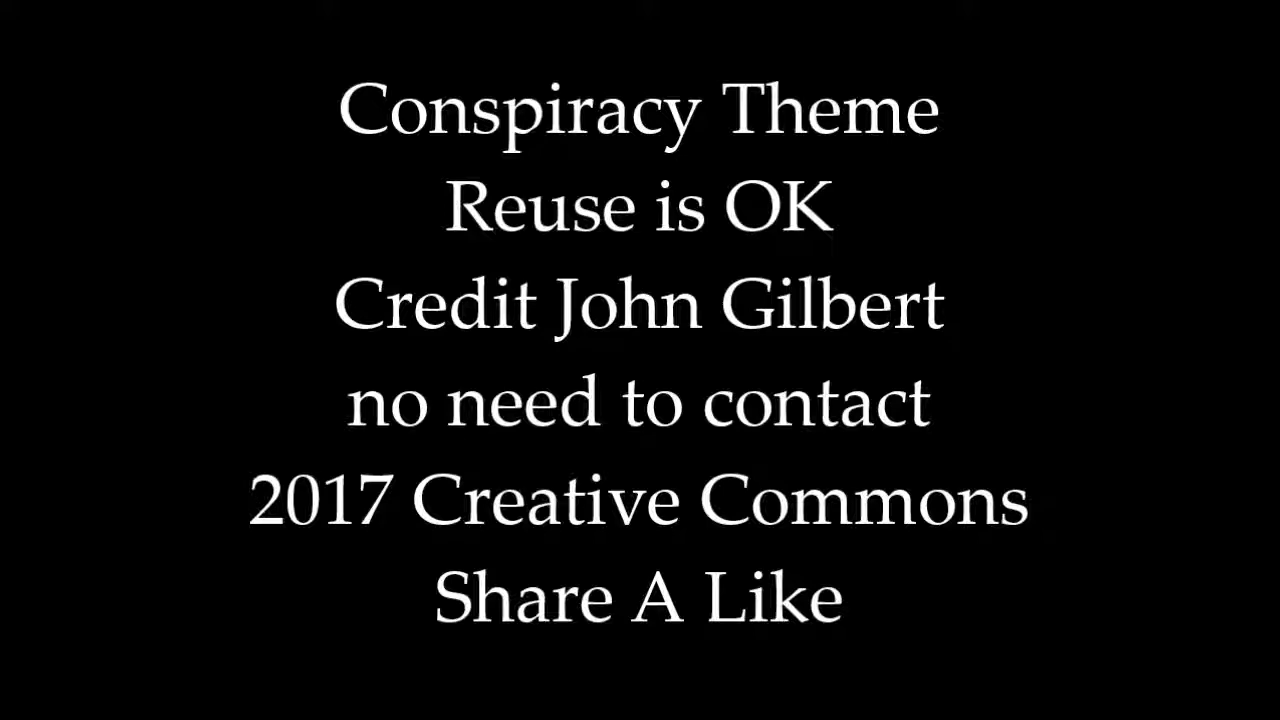 Conspiracy Theme
Reuse is OK
Credit John Gilbert
no need to contact
2017 Creative Commons
Share A Like